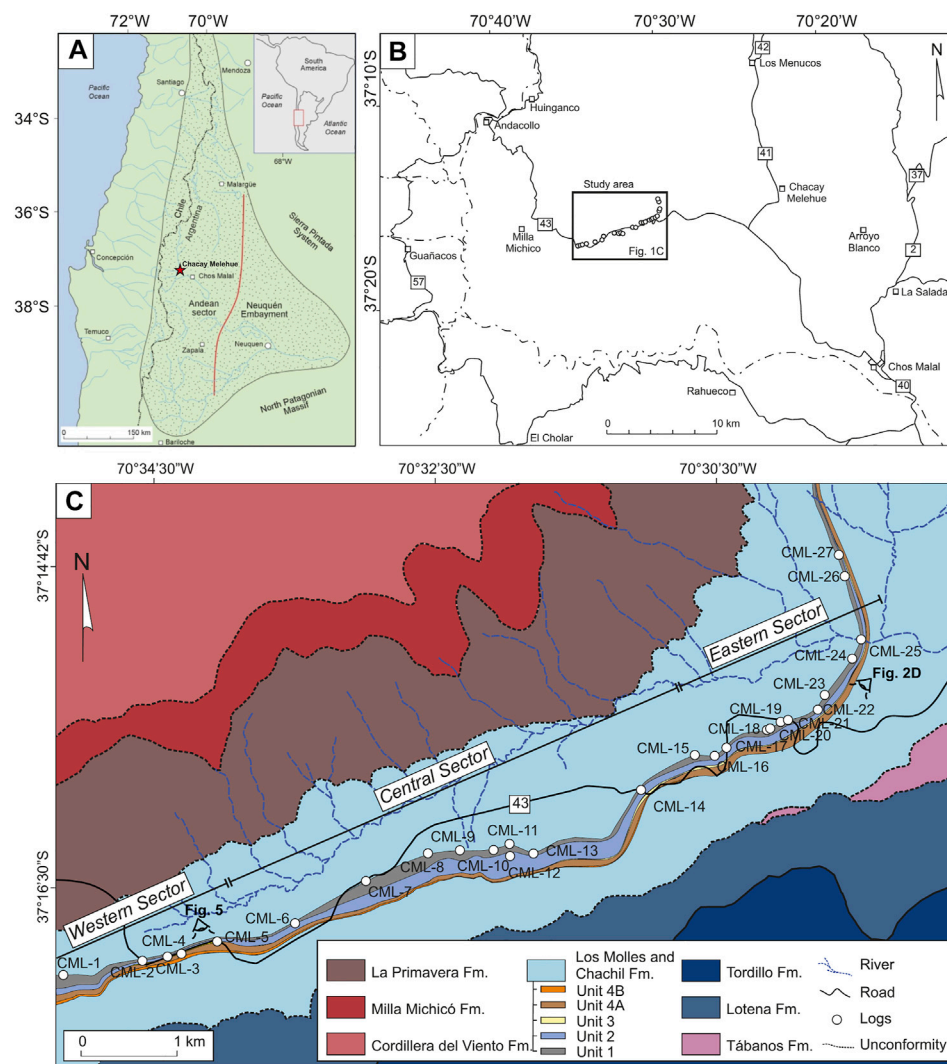 72°W
70°W
A
Mendoza
South
America
Pacific
Ocean
Pacific
Ocean
Santiago
Atlantic
Ocean
68°W
34°S
Malargüe
Chile
Argentina
Sierra Pintada
System
36°S
Concepción
Chacay Melehue
Chos Malal
Andean
sector
Neuquén
Embayment
38°S
Temuco
Zapala
Neuquen
North Patagonian
Massif
0
150 km
Bariloche
70°40'W
70°30'W
70°20'W
B
N
42
Los Menucos
37°10'S
Huinganco
Andacollo
41
37
Study area
Chacay
Melehue
43
Milla
Michico
Arroyo
Blanco
Fig. 1C
Guañacos
2
57
37°20'S
La Salada
Chos Malal
40
Rahueco
El Cholar
0
10 km
70°34'30"W
70°32'30"W
70°30'30"W
C
N
37°14'42"S
CML-27
CML-26
Eastern Sector
CML-25
CML-24
Fig. 2D
CML-23
CML-22
CML-19
CML-21
CML-18
CML-20
CML-17
CML-15
CML-16
Central Sector
43
CML-14
CML-11
CML-9
CML-13
CML-8
CML-10
CML-12
37°16'30"S
CML-7
Western Sector
Fig. 5
CML-6
CML-4
CML-5
CML-1
CML-2
CML-3
La Primavera Fm.
Milla Michicó Fm.
Cordillera del Viento Fm.
Los Molles and
Chachil Fm.
Unit 4B
Unit 4A
Unit 3
Unit 2
Unit 1
Tordillo Fm.
Lotena Fm.
Tábanos Fm.
River
Road
Logs
Unconformity
0
1 km